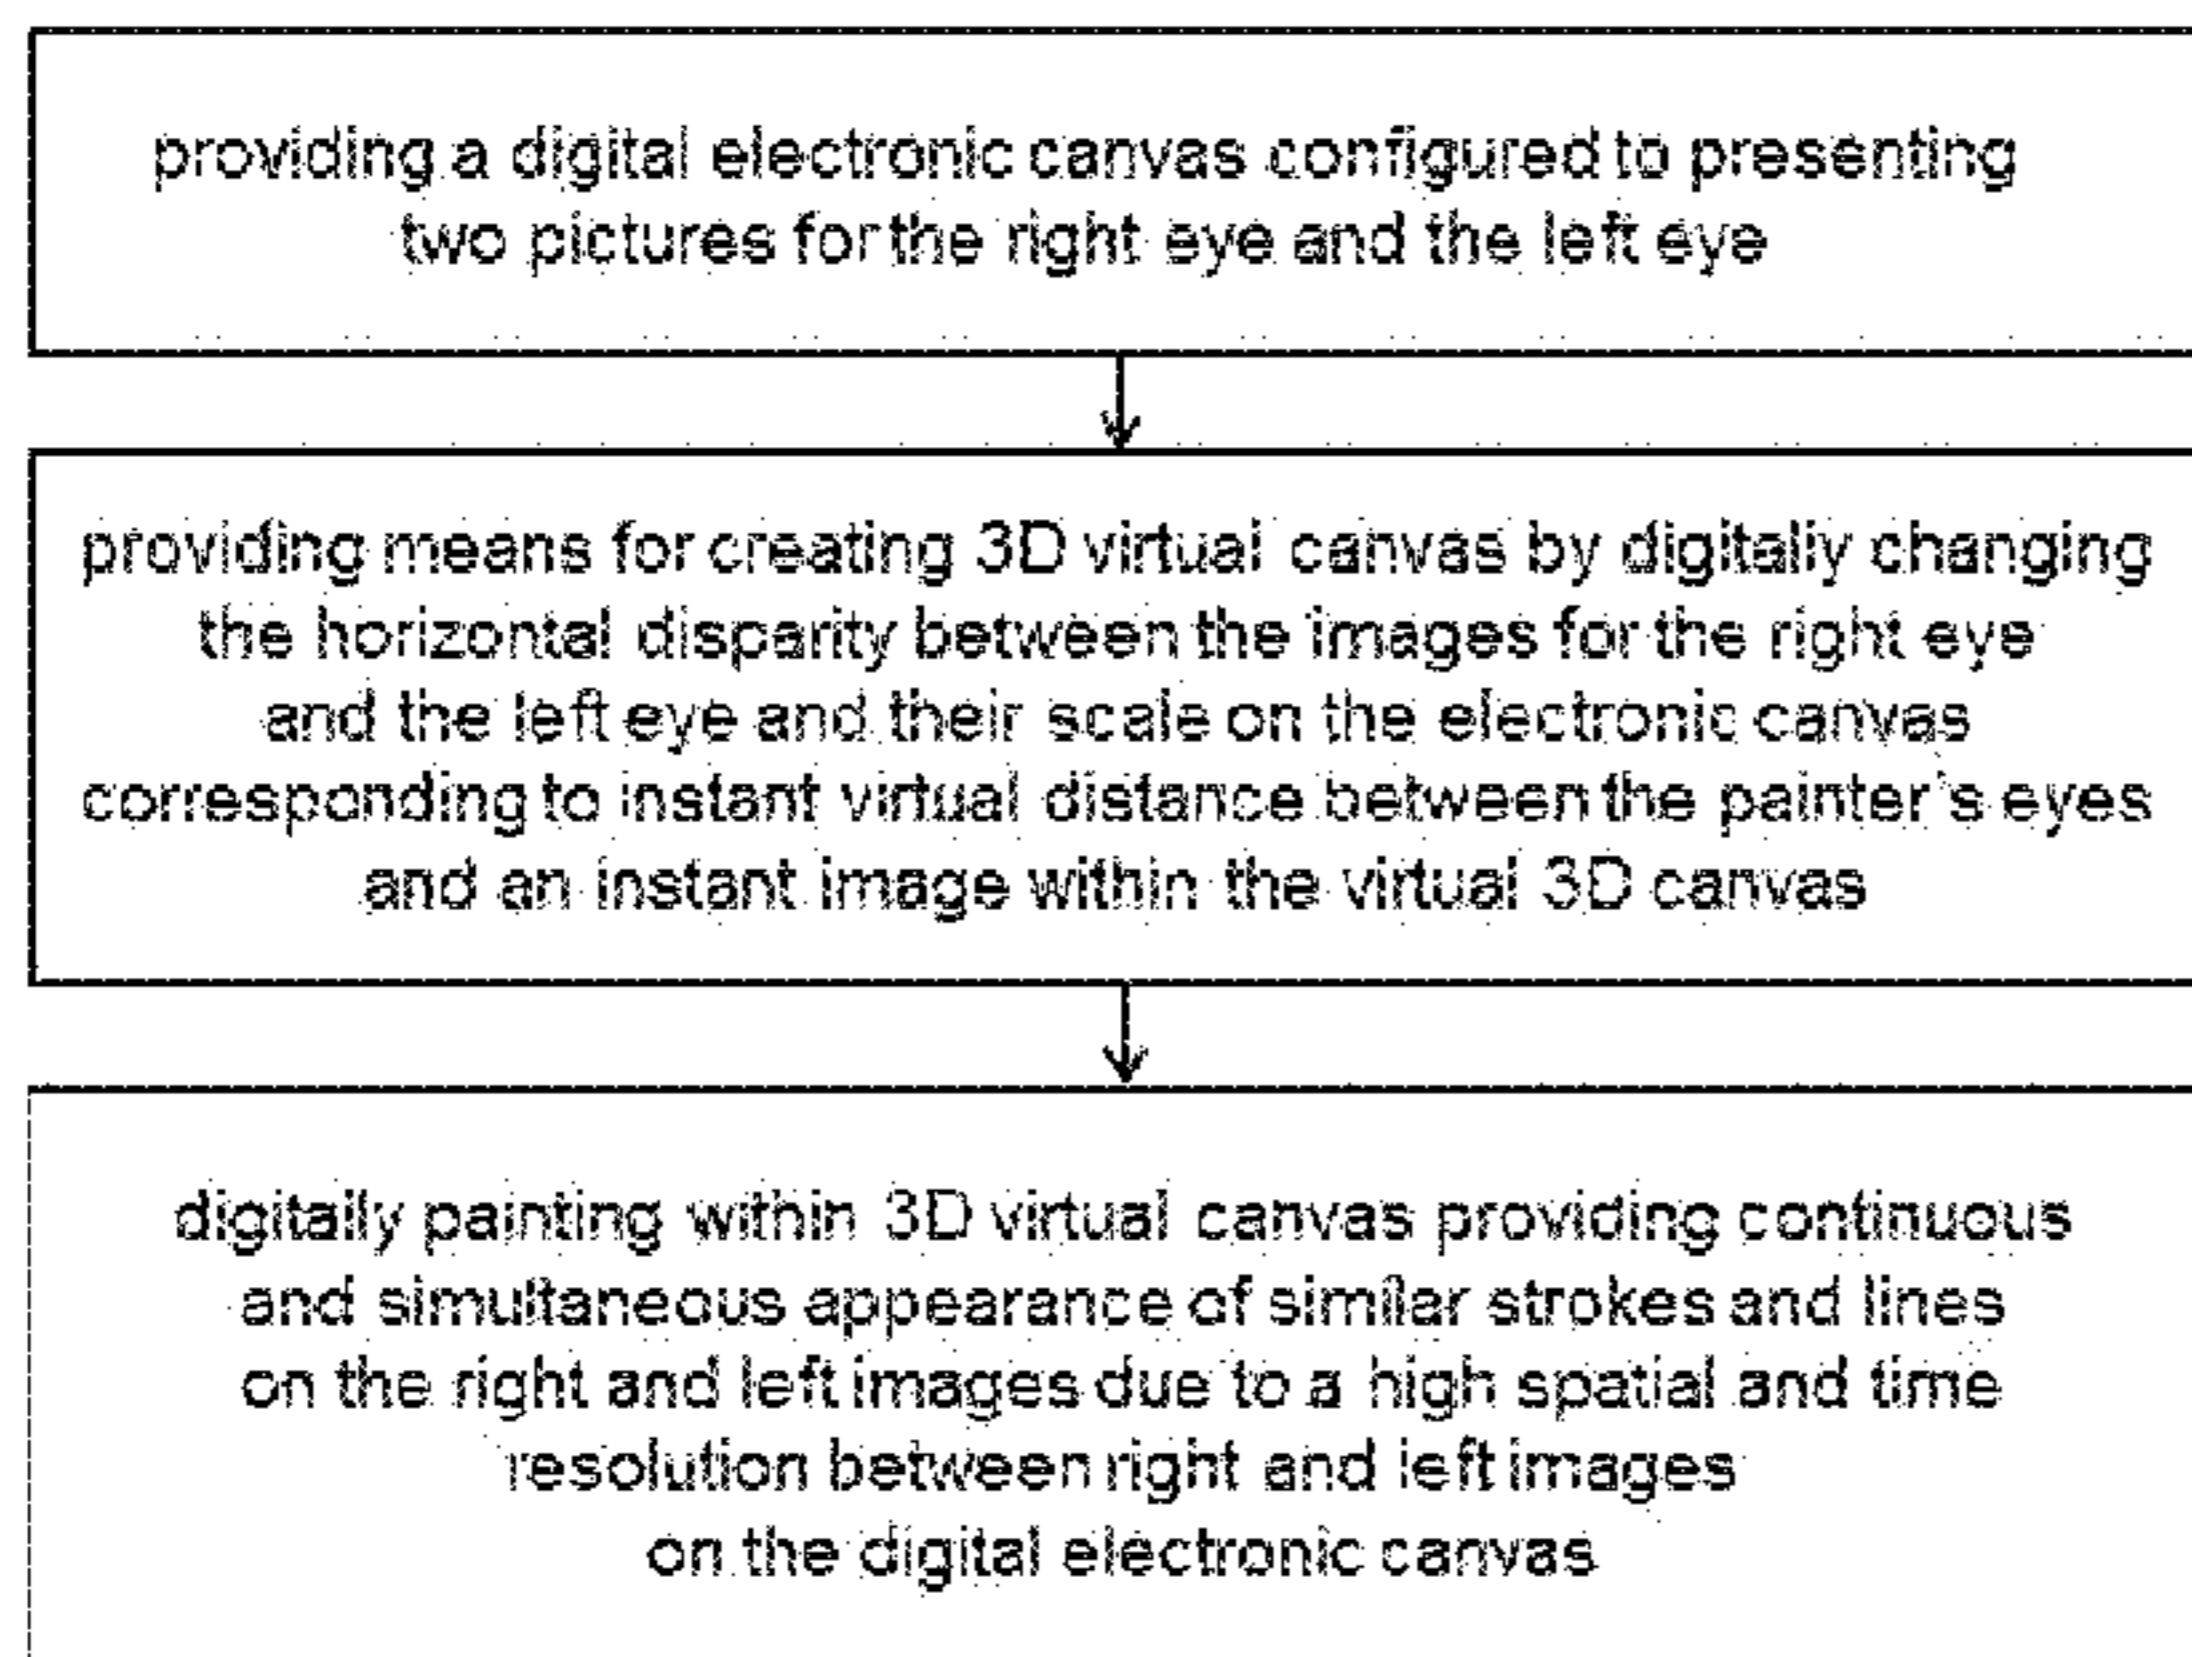 providing a digital electronic canvas configured to presenting
two pictures for the right eye and the left eye
providing means for creating 3D virtual canvas by digitally changing
the horizontal disparity between the images for the right eye
and the left eye and their scale on the electronic canvas
corresponding to instant virtual distance between the painter's eyes
and an instant image within the virtual 3D canvas
digitally painting within 3D virtual canvas providing continuous
and simultaneous appearance of similar strokes and lines
on the right and left images due to a high spatial and time
resolution between right and left images
on the digital electronic canvas